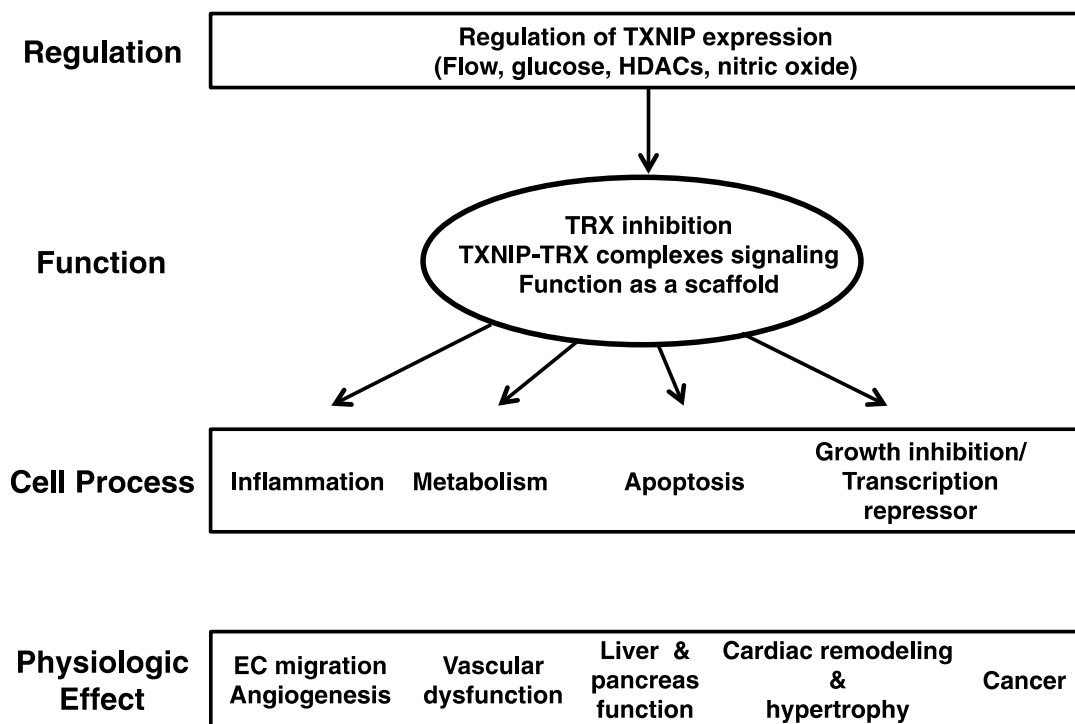 Regulation
Regulation of TXNIP expression
(Flow, glucose, HDACs, nitric oxide)
Function
TRX inhibition
TXNIP-TRX complexes signaling
Function as a scaffold
Cell Process
Inflammation
Metabolism
Apoptosis
Growth inhibition/
Transcription
repressor
Physiologic
Effect
EC migration
Angiogenesis
Vascular
dysfunction
Liver &
pancreas
function
Cardiac remodeling
&
hypertrophy
Cancer